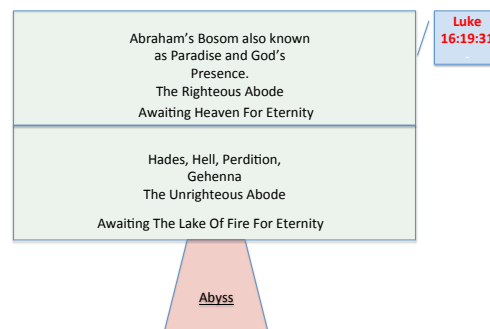 Abraham's Bosom also known
as Paradise and God's
Presence.
The Righteous Abode
Awaiting Heaven For Eternity
Luke
16:19:31
Hades, Hell, Perdition,
Gehenna
The Unrighteous Abode
Awaiting The Lake Of Fire For Eternity
Abyss